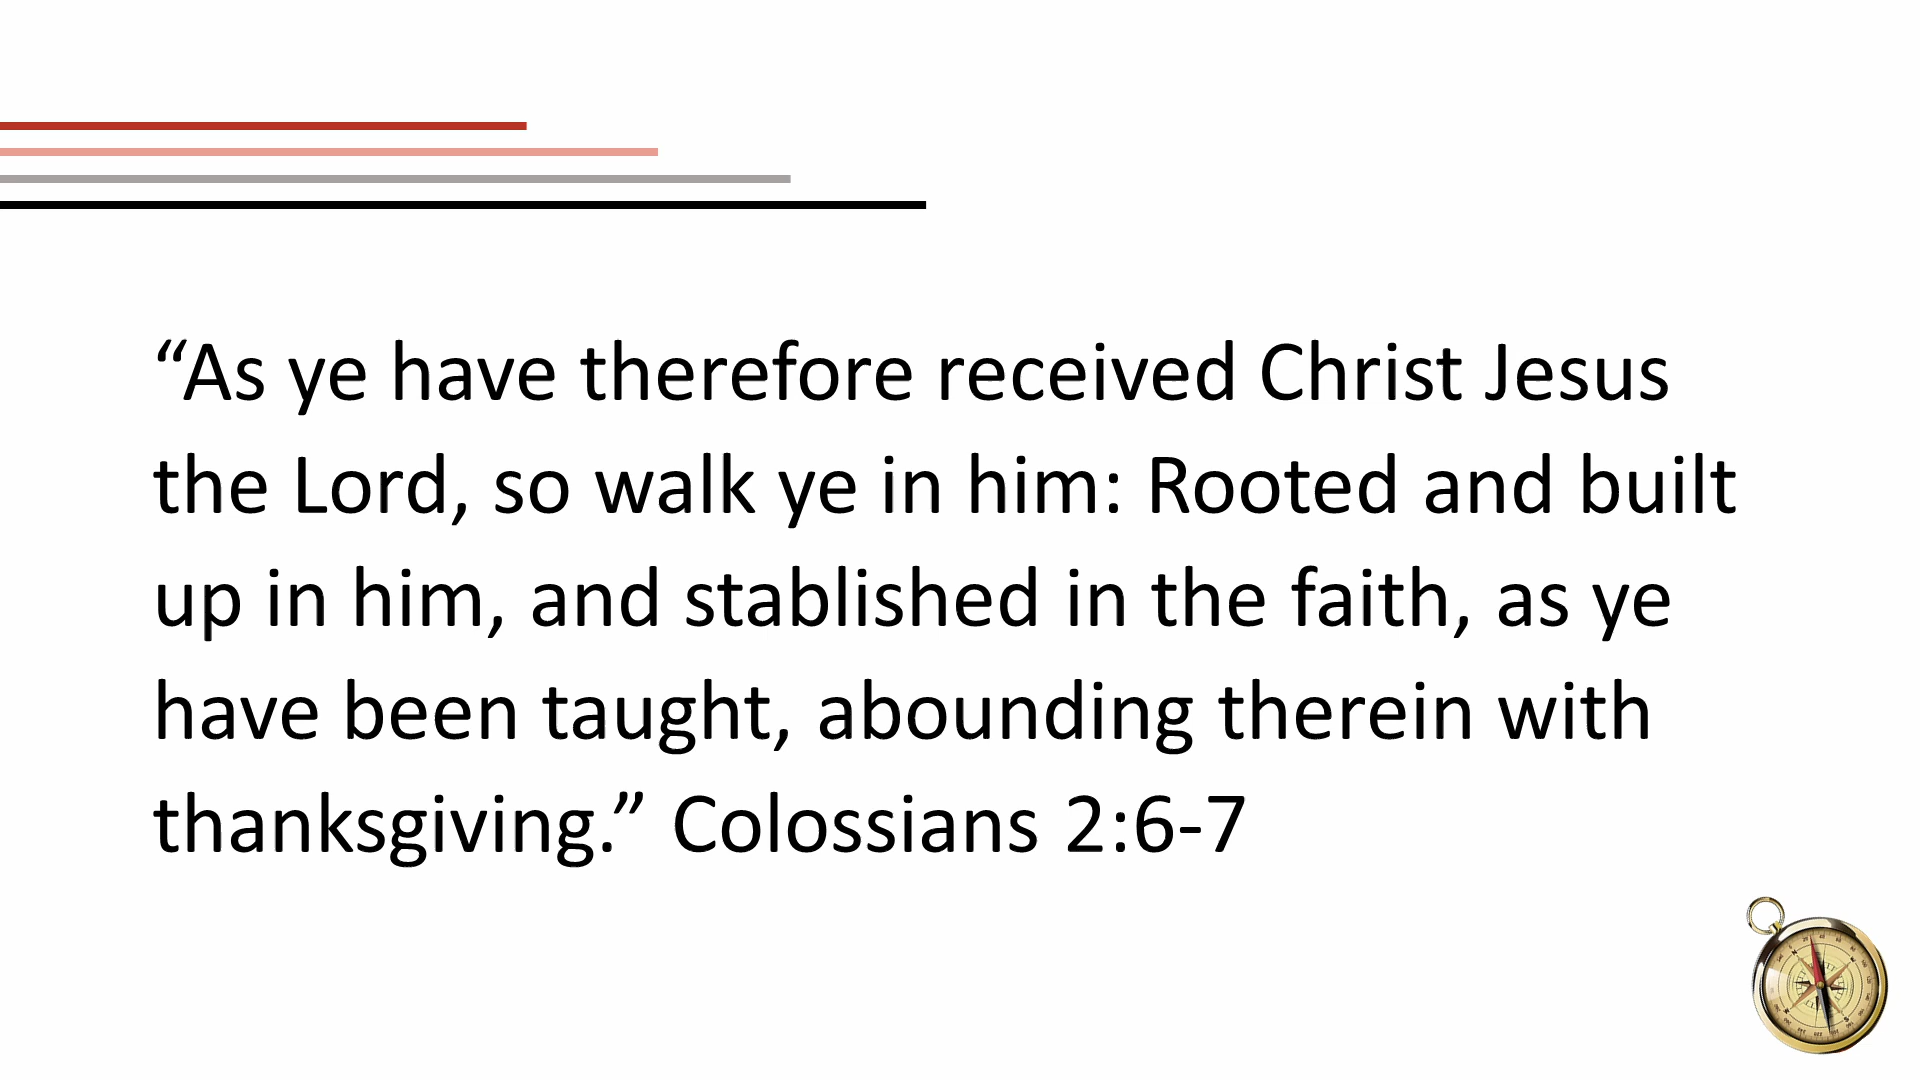 “As ye have therefore received Christ Jesus
the Lord, so walk ye in him: Rooted and built
up in him, and stablished in the faith, as ye
have been taught, abounding therein with
thanksgiving.” Colossians 2:6-7